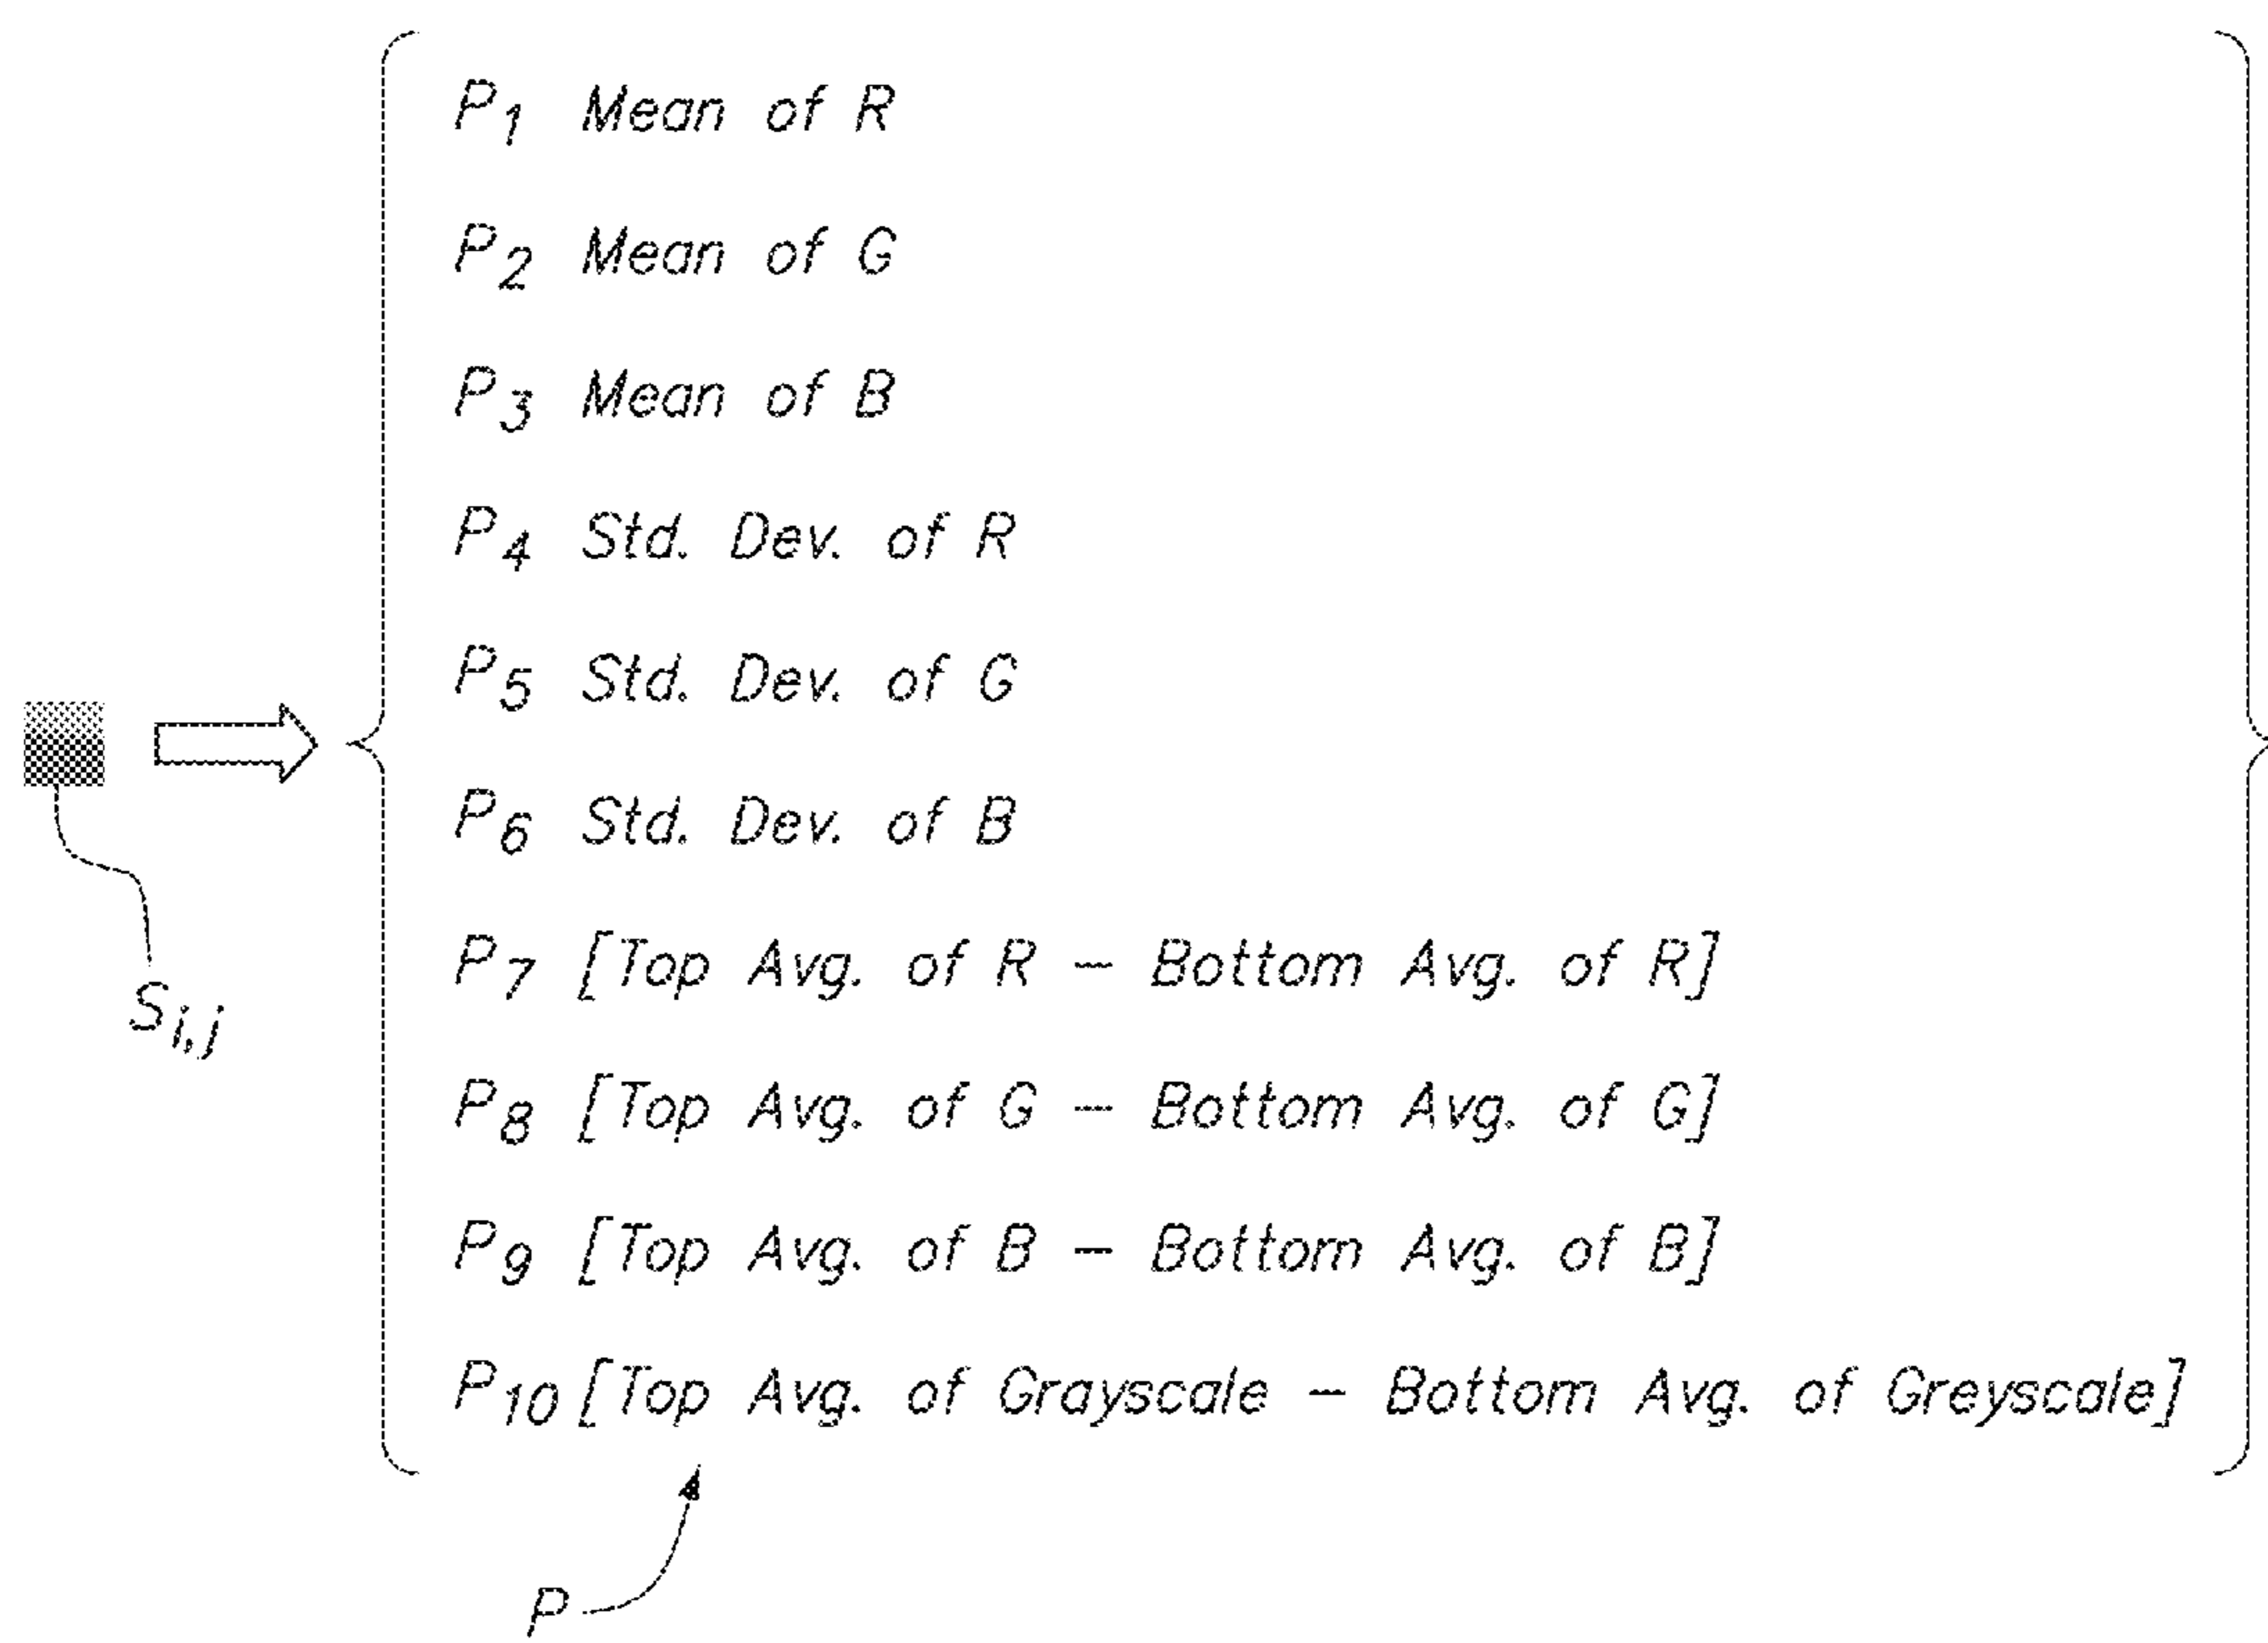 P1 Mean of R
P2 Mean of G
P3 Mean of B
P4 Std. Dev. of R
P5 Std. Dev. of G
P6 Std. Dev. of B
P7 [Top Avg. of R – Bottom Avg. of R]
P8 [Top Avg. of G – Bottom Avg. of G]
P9 [Top Avg. of B – Bottom Avg. of B]
P10 [Top Avg. of Grayscale – Bottom Avg. of Greyscale]
Si,j
P